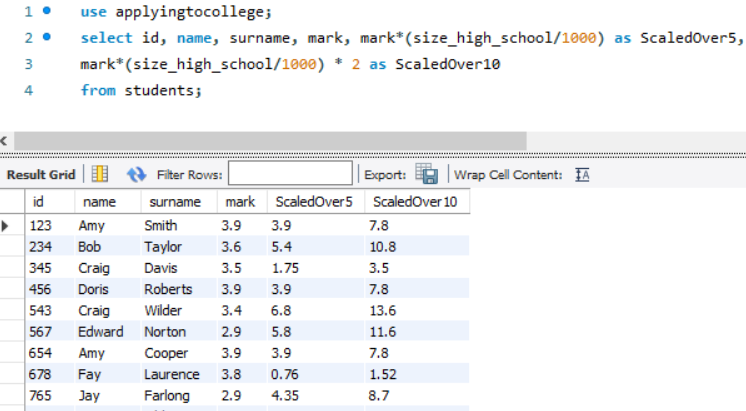 1 use applyingtocollege;
2 select id, name, surname, mark, mark*(size_high_school/1000) as ScaledOver5,
3 mark*(size_high_school/1000) * 2 as ScaledOver10
4 from students;
Result Grid Filter Rows: Export: Wrap Cell Content: IA
id name surname mark ScaledOver5 ScaledOver10
123 Amy Smith 3.9 3.9 7.8
234 Bob Taylor 3.6 5.4 10.8
345 Craig Davis 3.5 1.75 3.5
456 Doris Roberts 3.9 3.9 7.8
543 Craig Wilder 3.4 6.8 13.6
567 Edward Norton 2.9 5.8 11.6
654 Amy Cooper 3.9 3.9 7.8
678 Fay Laurence 3.8 0.76 1.52
765 Jay Farlong 2.9 4.35 8.7